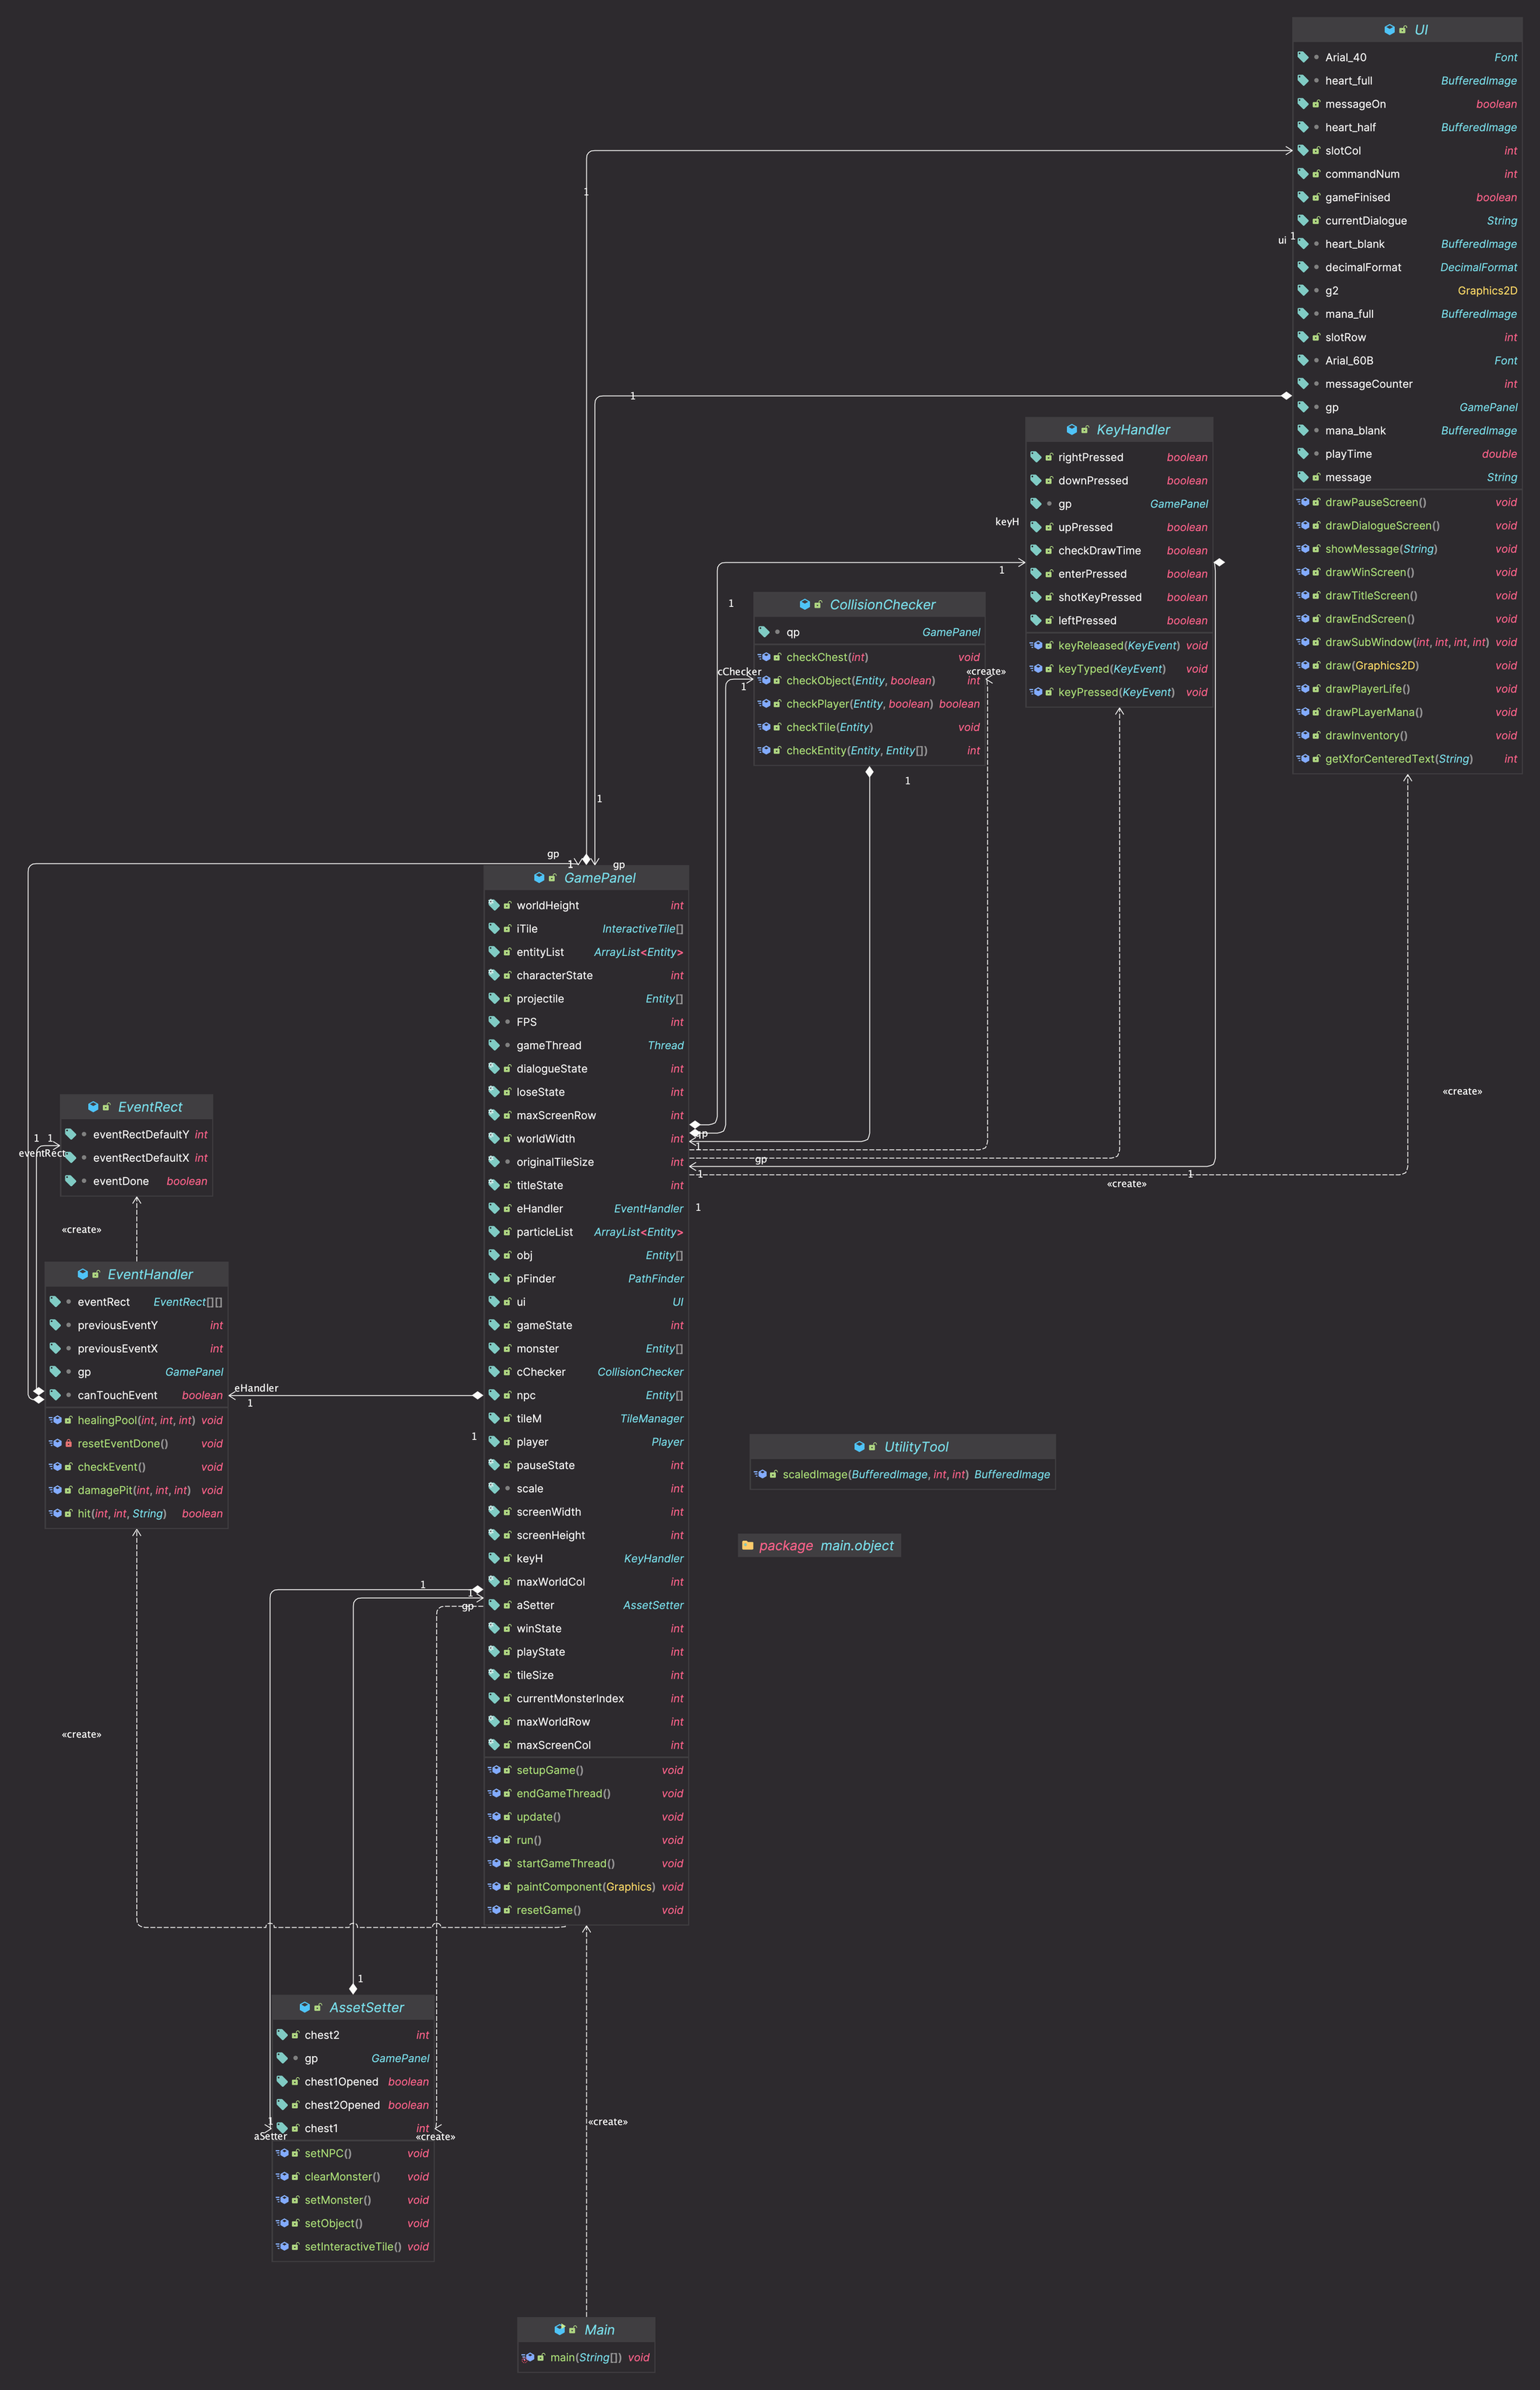 UI
Arial_40 Font
heart_full BufferedImage
messageOn boolean
heart_half BufferedImage
slotCol int
commandNum int
gameFinised boolean
currentDialogue String
heart_blank BufferedImage
decimalFormat DecimalFormat
g2 Graphics2D
mana_full BufferedImage
slotRow int
Arial_60B Font
messageCounter int
gp GamePanel
mana_blank BufferedImage
playTime double
message String
drawPauseScreen() void
drawDialogueScreen() void
showMessage(String) void
drawWinScreen() void
drawTitleScreen() void
drawEndScreen() void
drawSubWindow(int, int, int, int) void
draw(Graphics2D) void
drawPlayerLife() void
drawPLayerMana() void
drawInventory() void
getXforCenteredText(String) int
1
ui 1
1
KeyHandler
rightPressed boolean
downPressed boolean
gp GamePanel
upPressed boolean
checkDrawTime boolean
enterPressed boolean
shotKeyPressed boolean
leftPressed boolean
keyReleased(KeyEvent) void
keyTyped(KeyEvent) void
keyPressed(KeyEvent) void
keyH
1
1
CollisionChecker
qp GamePanel
checkChest(int) void
checkObject(Entity, boolean) int
checkPlayer(Entity, boolean) boolean
checkTile(Entity) void
checkEntity(Entity, Entity[]) int
cChecker
1
«create»
1
1
gp
1
gp
GamePanel
worldHeight int
iTile InteractiveTile[]
entityList ArrayList<Entity>
characterState int
projectile Entity[]
FPS int
gameThread Thread
dialogueState int
loseState int
maxScreenRow int
worldWidth int
originalTileSize int
titleState int
eHandler EventHandler
particleList ArrayList<Entity>
obj Entity[]
pFinder PathFinder
ui UI
gameState int
monster Entity[]
cChecker CollisionChecker
npc Entity[]
tileM TileManager
player Player
pauseState int
scale int
screenWidth int
screenHeight int
keyH KeyHandler
maxWorldCol int
aSetter AssetSetter
winState int
playState int
tileSize int
currentMonsterIndex int
maxWorldRow int
maxScreenCol int
setupGame() void
endGameThread() void
update() void
run() void
startGameThread() void
paintComponent(Graphics) void
resetGame() void
«create»
qp
1
gp
1
1
«create»
1
EventRect
eventRectDefaultY int
eventRectDefaultX int
eventDone boolean
1 1
eventRect
«create»
EventHandler
eventRect EventRect[][]
previousEventY int
previousEventX int
gp GamePanel
canTouchEvent boolean
healingPool(int, int, int) void
resetEventDone() void
checkEvent() void
damagePit(int, int, int) void
hit(int, int, String) boolean
eHandler
1
1
UtilityTool
scaledImage(BufferedImage, int, int) BufferedImage
package main.object
1
1
gp
«create»
1
AssetSetter
chest2 int
gp GamePanel
chest1Opened boolean
chest2Opened boolean
chest1 int
setNPC() void
clearMonster() void
setMonster() void
setObject() void
setInteractiveTile() void
1
aSetter
«create»
«create»
Main
main(String[]) void